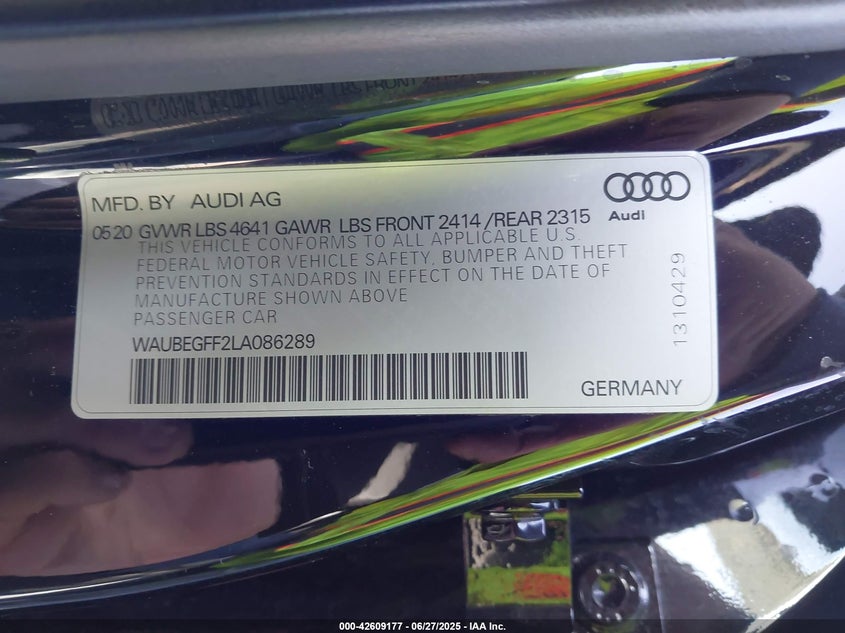 MFD. BY AUDI AG
Audi
0520 GVWR LBS 4641 GAWR LBS FRONT 2414 /REAR 2315
THIS VEHICLE CONFORMS TO ALL APPLICABLE U.S.
FEDERAL MOTOR VEHICLE SAFETY, BUMPER AND THEFT
PREVENTION STANDARDS IN EFFECT ON THE DATE OF
MANUFACTURE SHOWN ABOVE
PASSENGER CAR
WAUBEGFF2LA086289
1310429
GERMANY
000-42609177 - 06/27/2025 - IAA Inc.